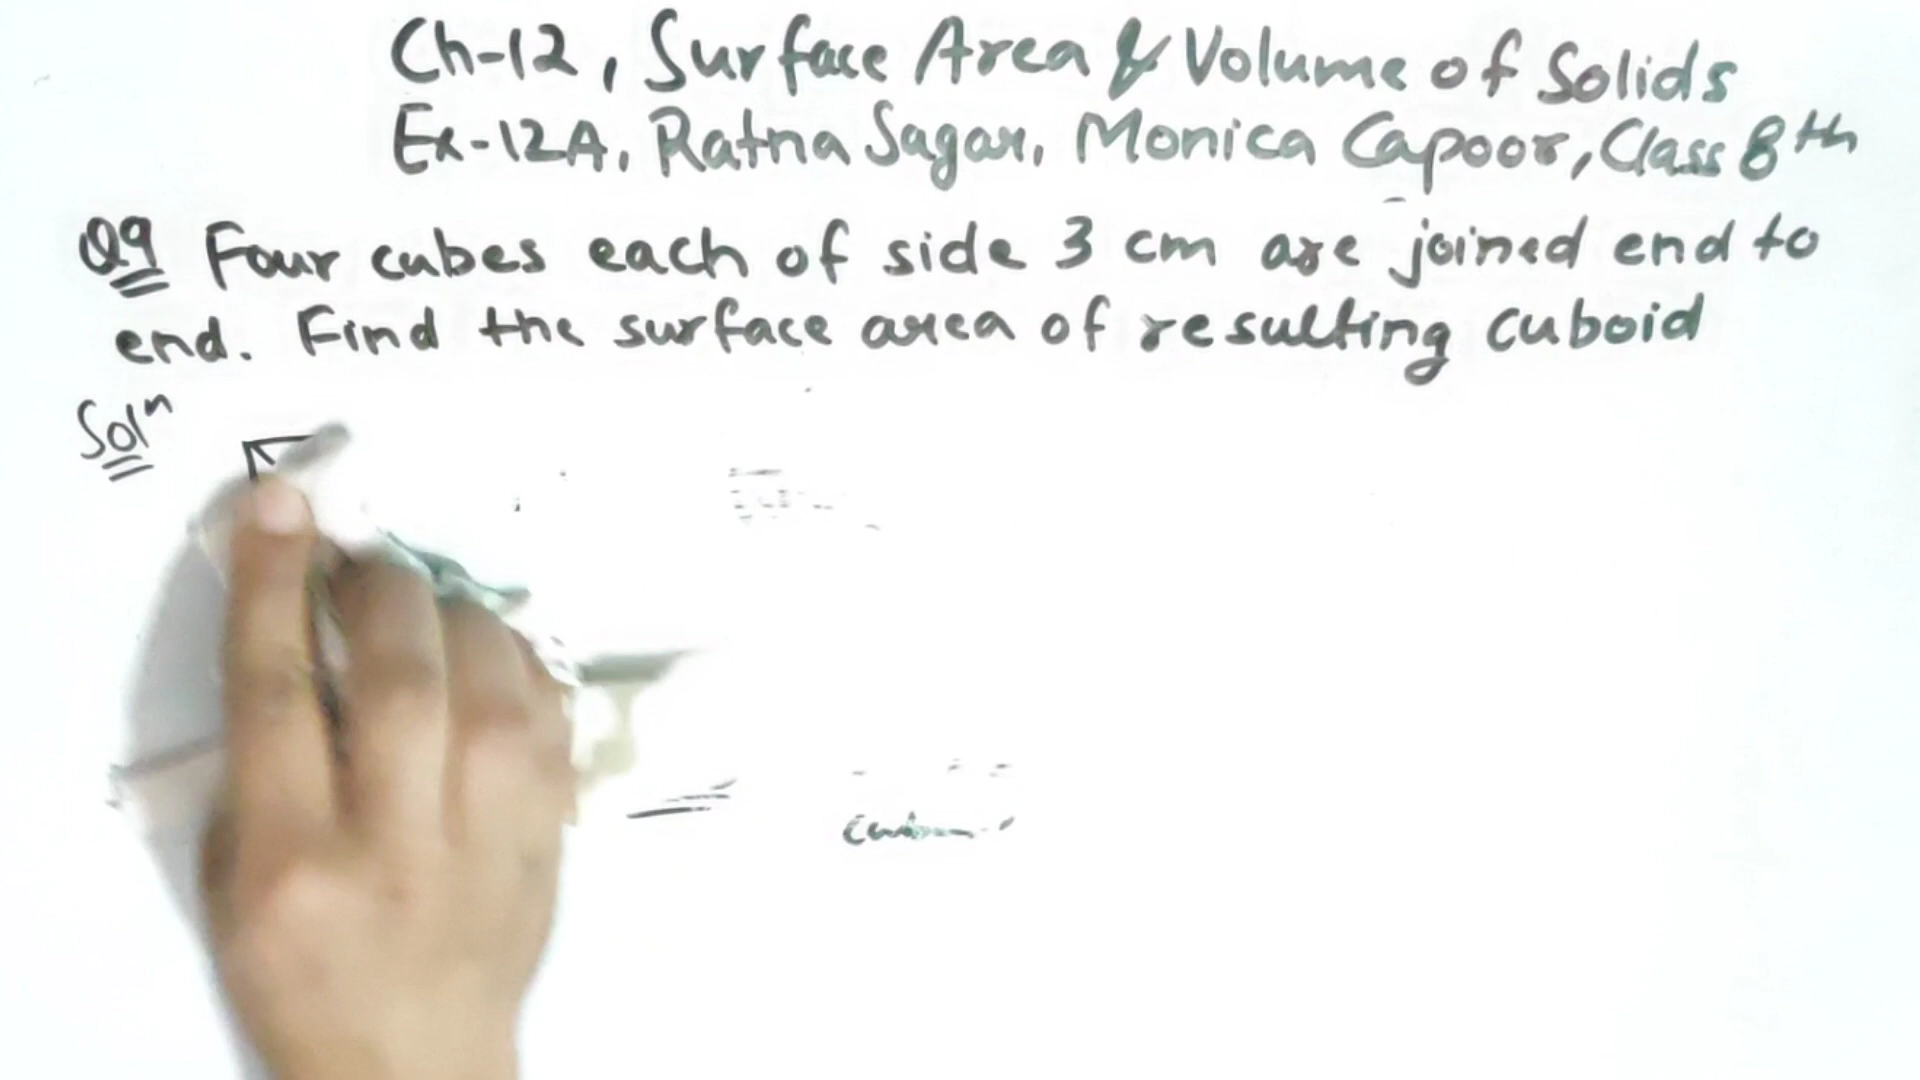 Ch-12, Surface Area & Volume of Solids
Ex-12A, Ratna Sagar, Monica Capoor, Class 8th
Q9 Four cubes each of side 3 cm are joined end to
end. Find the surface area of resulting cuboid
Solⁿ